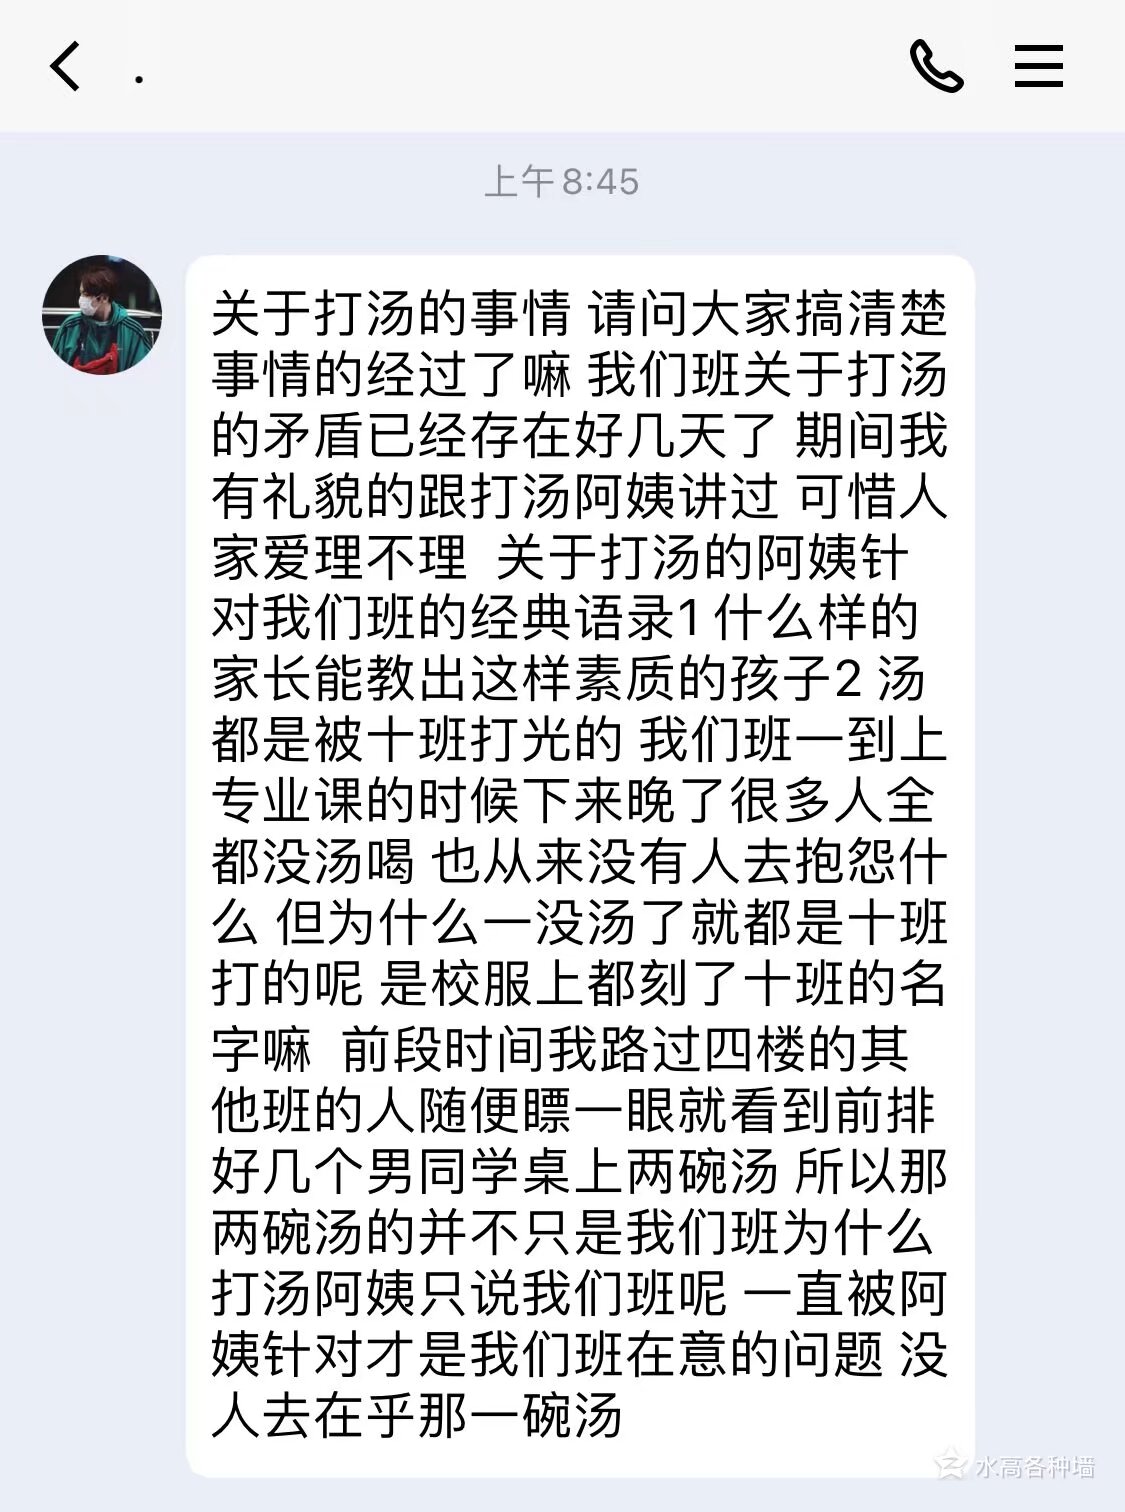 .
上午8:45
关于打汤的事情 请问大家搞清楚
事情的经过了嘛 我们班关于打汤
的矛盾已经存在好几天了 期间我
有礼貌的跟打汤阿姨讲过 可惜人
家爱理不理  关于打汤的阿姨针
对我们班的经典语录1 什么样的
家长能教出这样素质的孩子2 汤
都是被十班打光的 我们班一到上
专业课的时候下来晚了很多人全
都没汤喝 也从来没有人去抱怨什
么 但为什么一没汤了就都是十班
打的呢 是校服上都刻了十班的名
字嘛  前段时间我路过四楼的其
他班的人随便瞟一眼就看到前排
好几个男同学桌上两碗汤 所以那
两碗汤的并不只是我们班为什么
打汤阿姨只说我们班呢 一直被阿
姨针对才是我们班在意的问题 没
人去在乎那一碗汤
水高各种墙